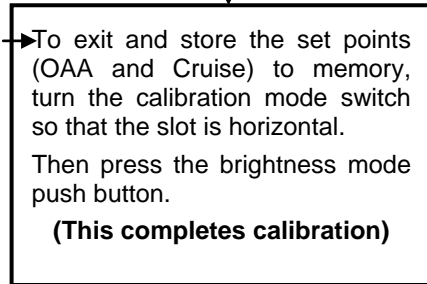 To exit and store the set points
(OAA and Cruise) to memory,
turn the calibration mode switch
so that the slot is horizontal.
Then press the brightness mode
push button.
(This completes calibration)